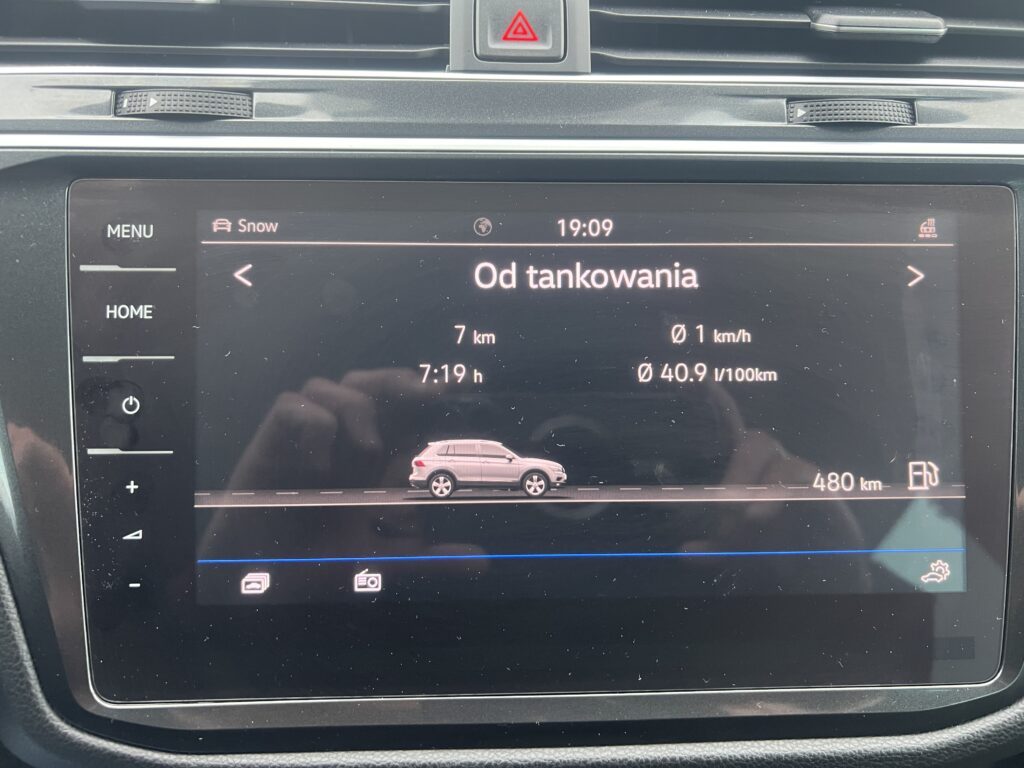 MENU
HOME
+
-
Snow
19:09
< Od tankowania >
7 km
Ø 1 km/h
7:19 h
Ø 40.9 l/100km
480 km